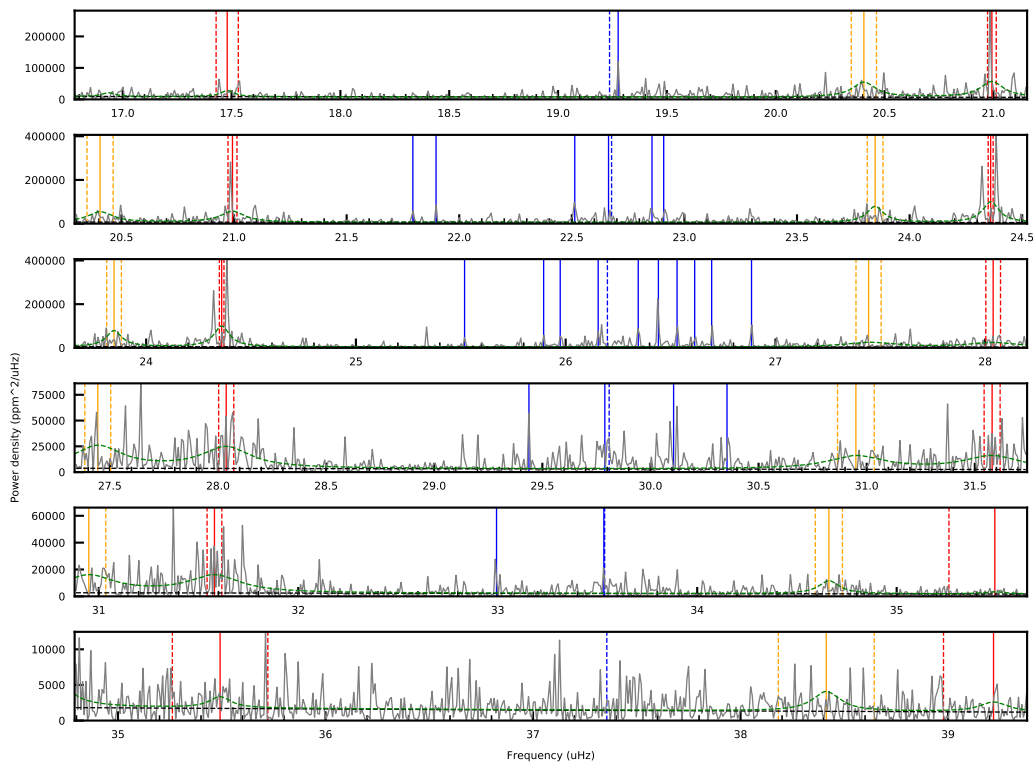 200000
100000
0
17.0 17.5 18.0 18.5 19.0 19.5 20.0 20.5 21.0
400000
200000
0
20.5 21.0 21.5 22.0 22.5 23.0 23.5 24.0 24.5
400000
200000
0
24 25 26 27 28
Power density (ppm^2/uHz)
75000
50000
25000
0
27.5 28.0 28.5 29.0 29.5 30.0 30.5 31.0 31.5
60000
40000
20000
0
31 32 33 34 35
10000
5000
0
35 36 37 38 39
Frequency (uHz)